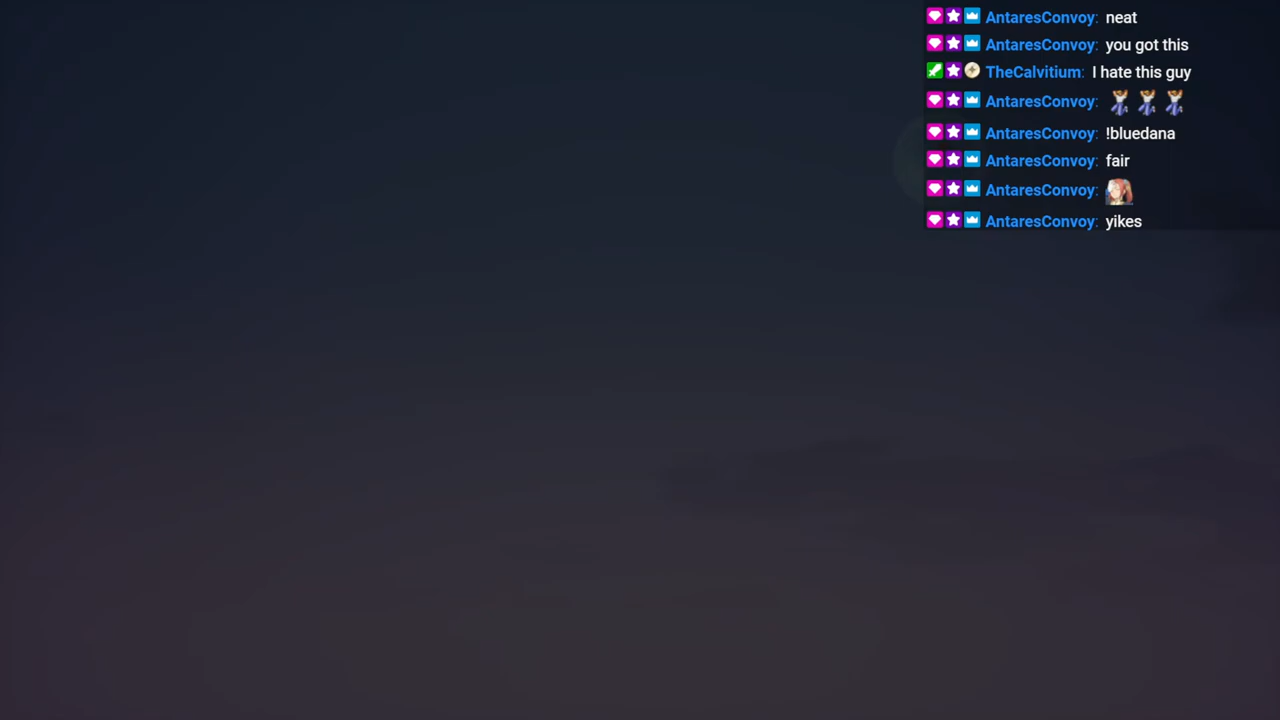 AntaresConvoy: neat
AntaresConvoy: you got this
TheCalvitium: I hate this guy
AntaresConvoy:
AntaresConvoy: !bluedana
AntaresConvoy: fair
AntaresConvoy:
AntaresConvoy: yikes